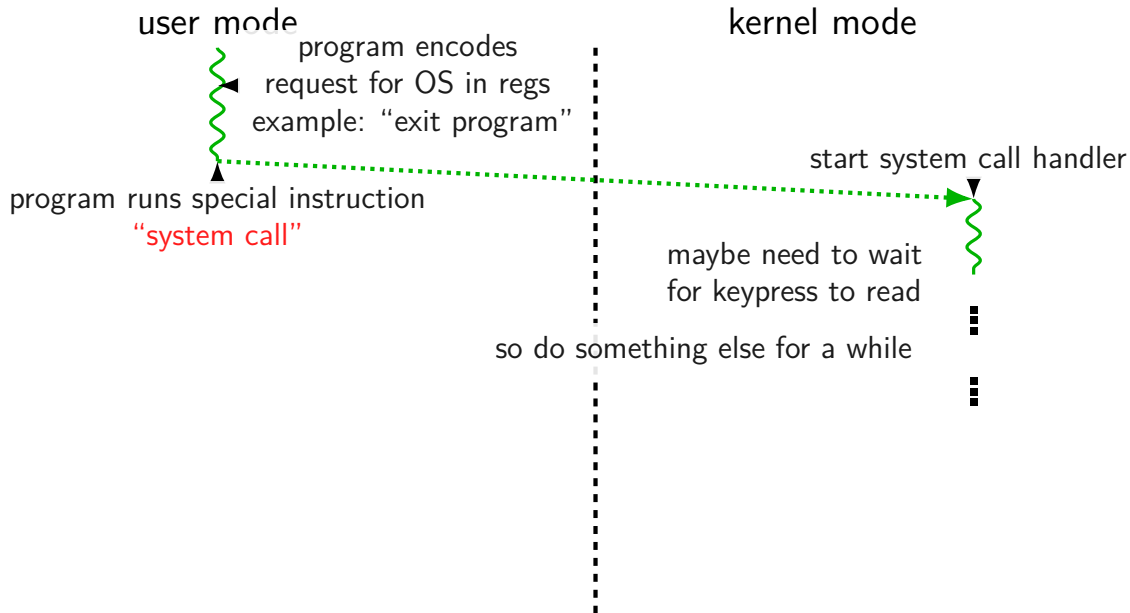 user mode
kernel mode
program encodes
request for OS in regs
example: “exit program”
start system call handler
program runs special instruction
“system call”
maybe need to wait
for keypress to read
so do something else for a while